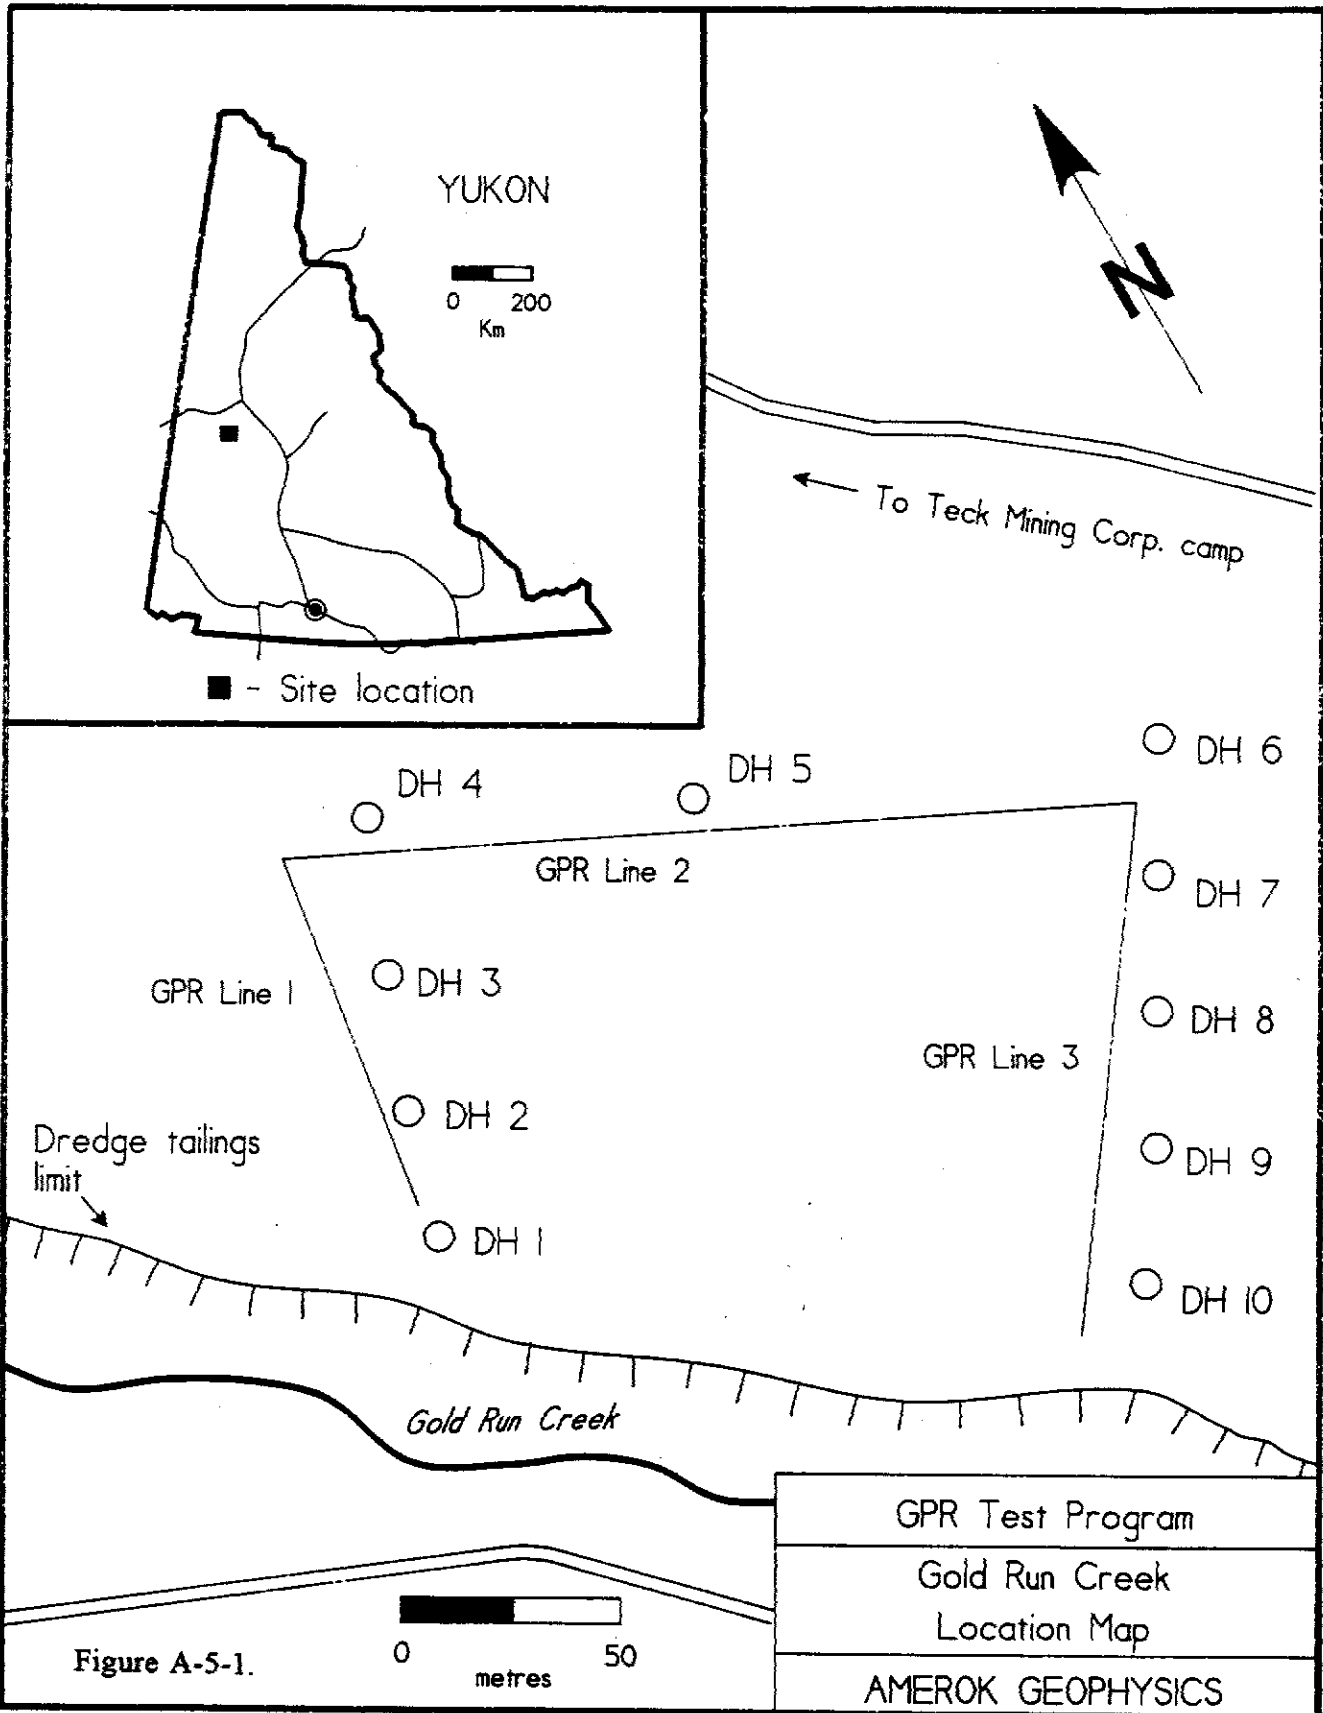 YUKON
0 200
Km
■ - Site location
N
To Teck Mining Corp. camp
DH 6
DH 5
DH 4
GPR Line 2
DH 7
DH 3
GPR Line 1
DH 8
GPR Line 3
DH 2
Dredge tailings
limit
DH 9
DH 1
DH 10
Gold Run Creek
GPR Test Program
Gold Run Creek
Location Map
AMEROK GEOPHYSICS
0 50
metres
Figure A-5-1.